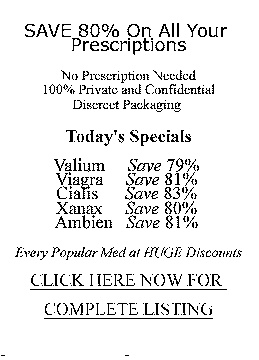 SAVE 80% On All Your
Prescriptions
No Prescription Needed
100% Private and Confidential
Discreet Packaging
Today's Specials
Valium Save 79%
Viagra Save 81%
Cialis Save 83%
Xanax Save 80%
Ambien Save 81%
Every Popular Med at HUGE Discounts
CLICK HERE NOW FOR
COMPLETE LISTING